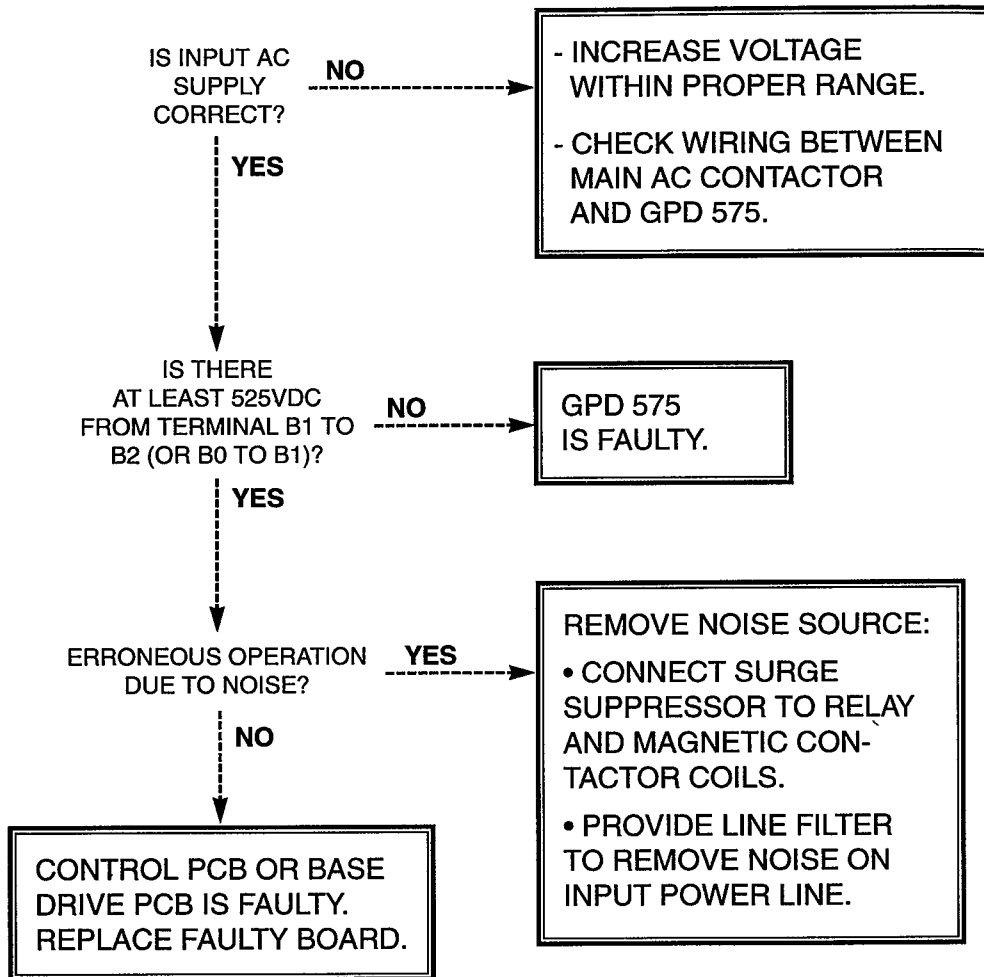 IS INPUT AC
SUPPLY
CORRECT?
NO
- INCREASE VOLTAGE
WITHIN PROPER RANGE.
- CHECK WIRING BETWEEN
MAIN AC CONTACTOR
AND GPD 575.
YES
IS THERE
AT LEAST 525VDC
FROM TERMINAL B1 TO
B2 (OR B0 TO B1)?
NO
GPD 575
IS FAULTY.
YES
ERRONEOUS OPERATION
DUE TO NOISE?
YES
REMOVE NOISE SOURCE:
• CONNECT SURGE
SUPPRESSOR TO RELAY
AND MAGNETIC CON-
TACTOR COILS.
• PROVIDE LINE FILTER
TO REMOVE NOISE ON
INPUT POWER LINE.
NO
CONTROL PCB OR BASE
DRIVE PCB IS FAULTY.
REPLACE FAULTY BOARD.